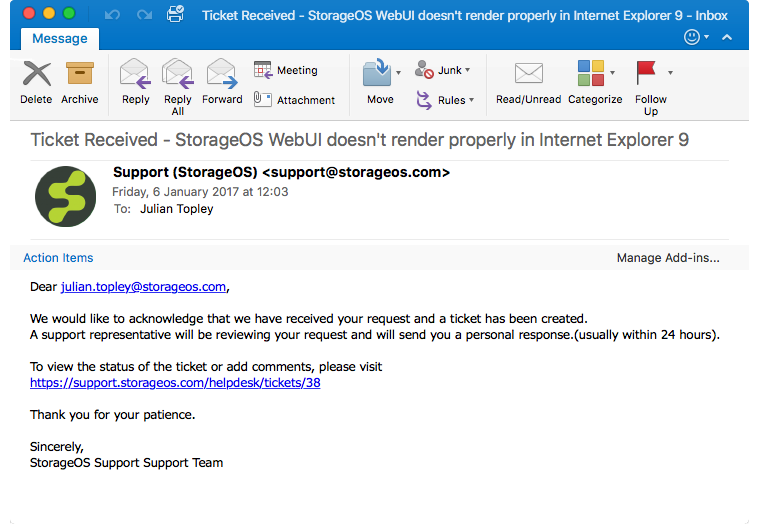 Ticket Received - StorageOS WebUI doesn't render properly in Internet Explorer 9 - Inbox
Message
Delete Archive Reply Reply All Forward Meeting Attachment Move Junk Rules Read/Unread Categorize Follow Up
Ticket Received - StorageOS WebUI doesn't render properly in Internet Explorer 9
Support (StorageOS) <support@storageos.com>
Friday, 6 January 2017 at 12:03
To: Julian Topley
Action Items Manage Add-ins...
Dear julian.topley@storageos.com,
We would like to acknowledge that we have received your request and a ticket has been created.
A support representative will be reviewing your request and will send you a personal response.(usually within 24 hours).
To view the status of the ticket or add comments, please visit
https://support.storageos.com/helpdesk/tickets/38
Thank you for your patience.
Sincerely,
StorageOS Support Support Team